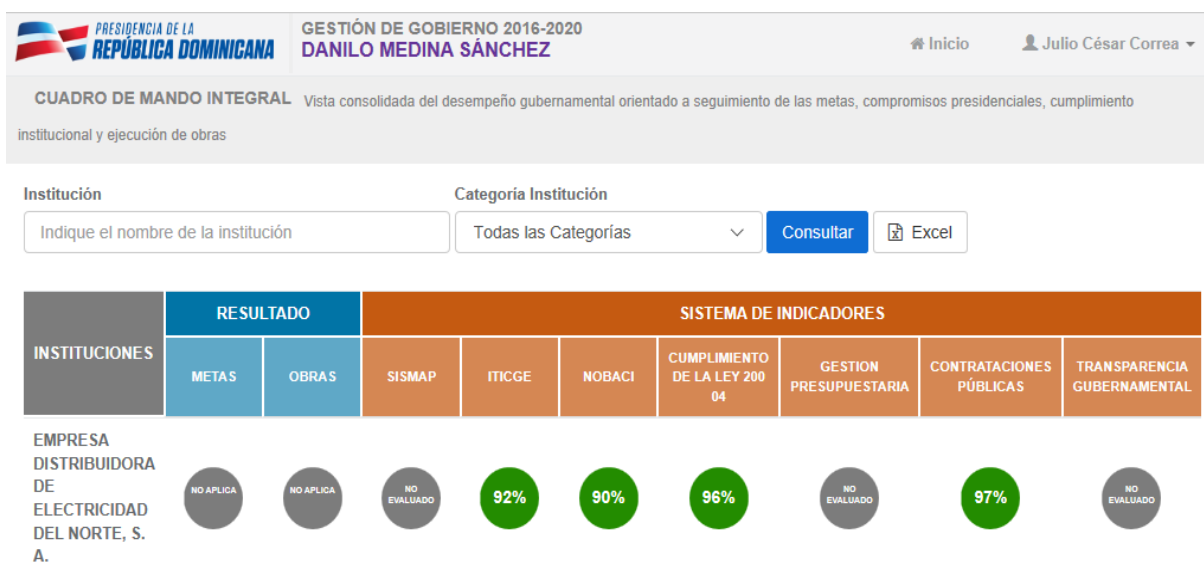 PRESIDENCIA DE LA
REPÚBLICA DOMINICANA
GESTIÓN DE GOBIERNO 2016-2020
DANILO MEDINA SÁNCHEZ
Inicio
Julio César Correa
CUADRO DE MANDO INTEGRAL Vista consolidada del desempeño gubernamental orientado a seguimiento de las metas, compromisos presidenciales, cumplimiento
institucional y ejecución de obras
Institución
Categoría Institución
Indique el nombre de la institución
Todas las Categorías
Consultar
Excel
INSTITUCIONES
RESULTADO
SISTEMA DE INDICADORES
METAS
OBRAS
SISMAP
ITICGE
NOBACI
CUMPLIMIENTO
DE LA LEY 200
04
GESTION
PRESUPUESTARIA
CONTRATACIONES
PÚBLICAS
TRANSPARENCIA
GUBERNAMENTAL
EMPRESA
DISTRIBUIDORA
DE
ELECTRICIDAD
DEL NORTE, S.
A.
NO APLICA
NO APLICA
NO
EVALUADO
92%
90%
96%
NO
EVALUADO
97%
NO
EVALUADO